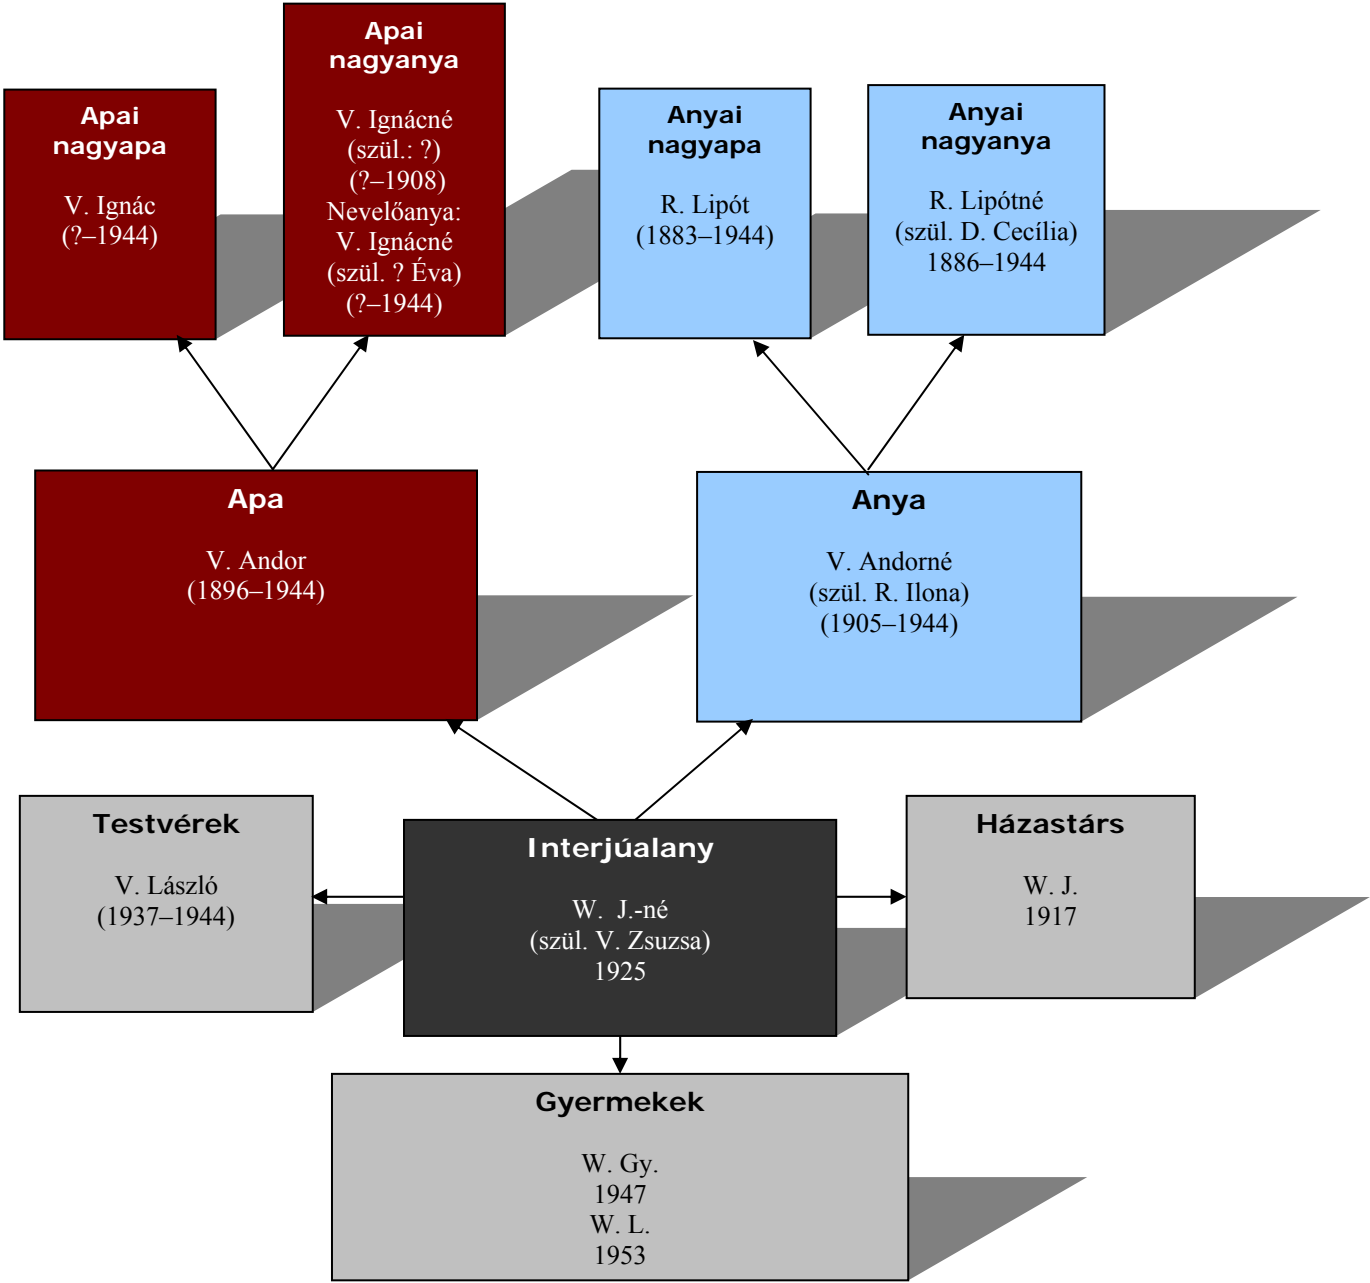 Apai
nagyapa
V. Ignác
(?–1944)
Apai
nagyanya
V. Ignácné
(szül.: ?)
(?–1908)
Nevelőanya:
V. Ignácné
(szül. ? Éva)
(?–1944)
Anyai
nagyapa
R. Lipót
(1883–1944)
Anyai
nagyanya
R. Lipótné
(szül. D. Cecília)
1886–1944
Apa
V. Andor
(1896–1944)
Anya
V. Andorné
(szül. R. Ilona)
(1905–1944)
Testvérek
V. László
(1937–1944)
Interjúalany
W. J.-né
(szül. V. Zsuzsa)
1925
Házastárs
W. J.
1917
Gyermekek
W. Gy.
1947
W. L.
1953